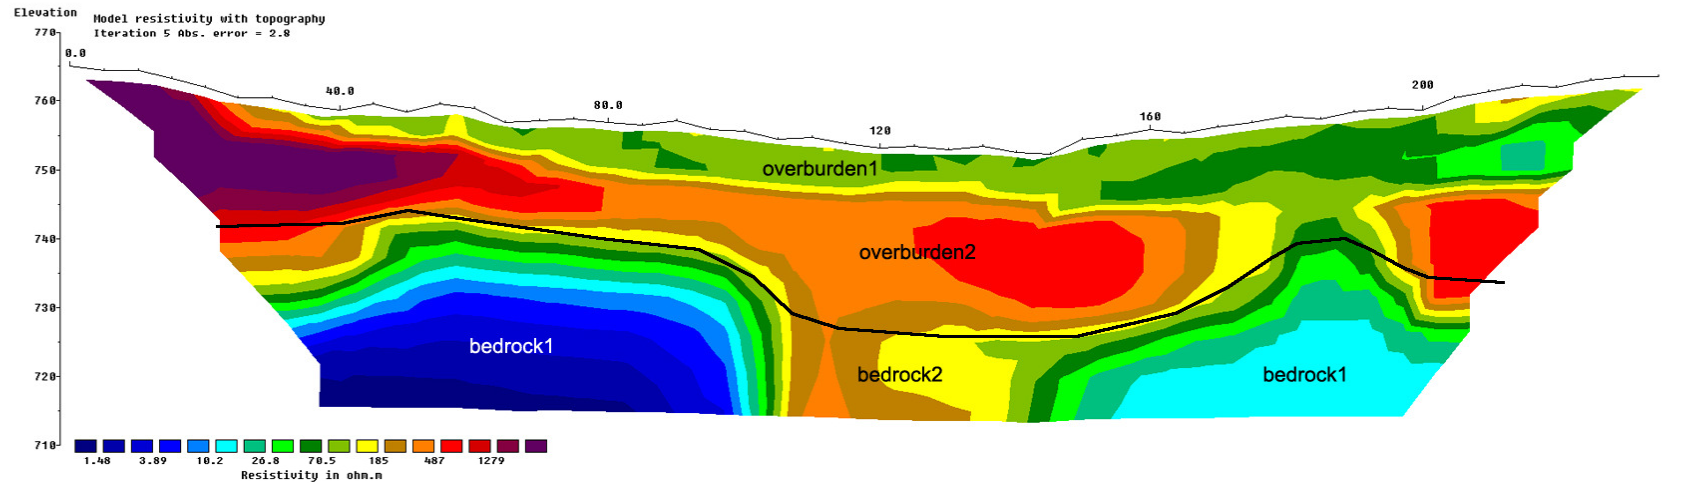 Elevation
Model resistivity with topography
Iteration 5 Abs. error = 2.8
770
0.0
40.0
80.0
120
160
200
760
750
740
730
720
710
overburden1
overburden2
bedrock1
bedrock2
bedrock1
1.48 3.89 10.2 26.8 70.5 185 487 1279
Resistivity in ohm.m